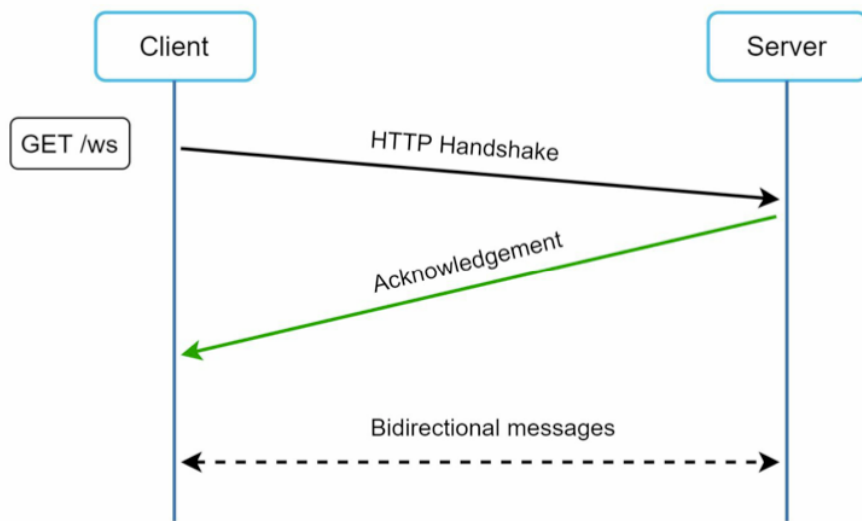 Client
Server
GET /ws
HTTP Handshake
Acknowledgement
Bidirectional messages